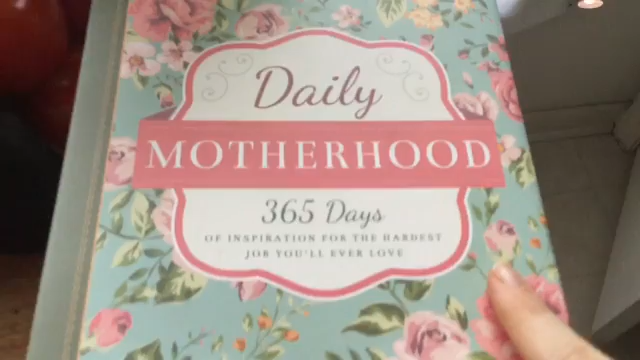 Daily
MOTHERHOOD
365 Days
OF INSPIRATION FOR THE HARDEST
JOB YOU'LL EVER LOVE